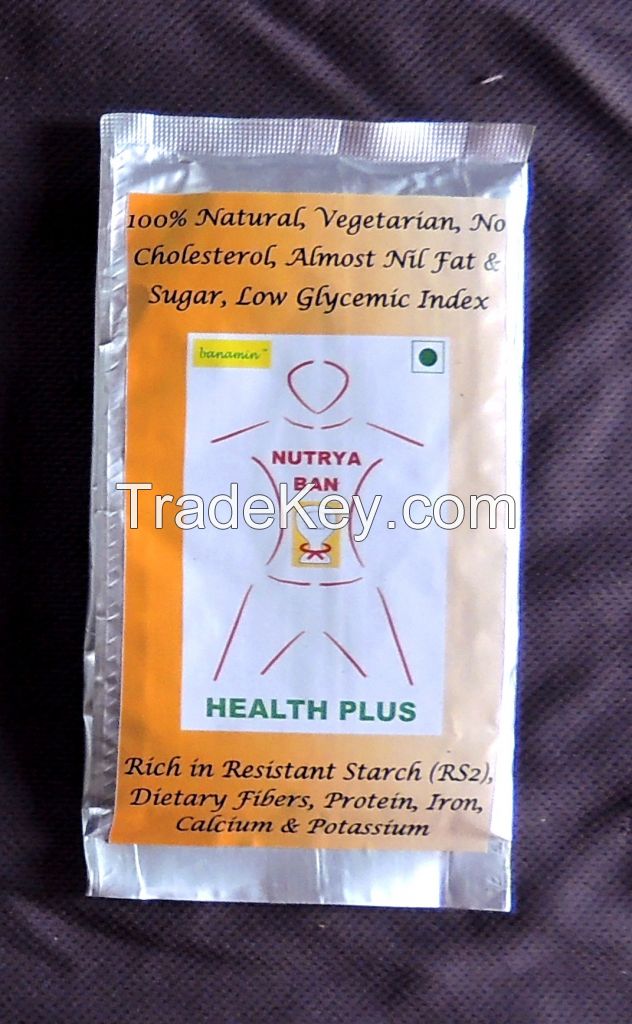 100% Natural, Vegetarian, No
Cholesterol, Almost Nil Fat &
Sugar, Low Glycemic Index
banamin™
NUTRYA
BAN
TradeKey.com
HEALTH PLUS
Rich in Resistant Starch (RS2),
Dietary Fibers, Protein, Iron,
Calcium & Potassium